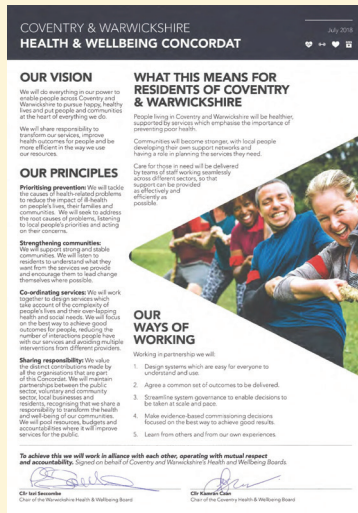 COVENTRY & WARWICKSHIRE
HEALTH & WELLBEING CONCORDAT
July 2018
OUR VISION
We will do everything in our power to
enable people across Coventry and
Warwickshire to pursue happy, healthy
lives and put people and communities
at the heart of everything we do.
We will share responsibility to
transform our services, improve
health outcomes for people and be
more efficient in the way we use
our resources.
OUR PRINCIPLES
Prioritising prevention: We will tackle
the causes of health-related problems
to reduce the impact of ill-health
on people's lives, their families and
communities. We will seek to address
the root causes of problems, listening
to local people's priorities and acting
on their concerns.
Strengthening communities:
We will support strong and stable
communities. We will listen to
residents to understand what they
want from the services we provide
and encourage them to lead change
themselves where possible.
Co-ordinating services: We will work
together to design services which
take account of the complexity of
people's lives and their over-lapping
health and social needs. We will focus
on the best way to achieve good
outcomes for people, reducing the
number of interactions people have
with our services and avoiding multiple
interventions from different providers.
Sharing responsibility: We value
the distinct contributions made by
all the organisations that are part
of this Concordat. We will maintain
partnerships between the public
sector, voluntary and community
sector, local businesses and
residents, recognising that we share a
responsibility to transform the health
and well-being of our communities.
We will pool resources, budgets and
accountabilities where it will improve
services for the public.
WHAT THIS MEANS FOR
RESIDENTS OF COVENTRY
& WARWICKSHIRE
People living in Coventry and Warwickshire will be healthier,
supported by services which emphasise the importance of
preventing poor health.
Communities will become stronger, with local people
developing their own support networks and
having a role in planning the services they need.
Care for those in need will be delivered
by teams of staff working seamlessly
across different sectors, so that
support can be provided
as effectively and
efficiently as
possible.
OUR
WAYS OF
WORKING
Working in partnership we will:
1. Design systems which are easy for everyone to
understand and use.
2. Agree a common set of outcomes to be delivered.
3. Streamline system governance to enable decisions to
be taken at scale and pace.
4. Make evidence-based commissioning decisions
focused on the best way to achieve good results.
5. Learn from others and from our own experiences.
To achieve this we will work in alliance with each other, operating with mutual respect
and accountability. Signed on behalf of Coventry and Warwickshire's Health and Wellbeing Boards
Cllr Izzi Seccombe
Chair of the Warwickshire Health & Wellbeing Board
Cllr Kamran Caan
Chair of the Coventry Health & Wellbeing Board